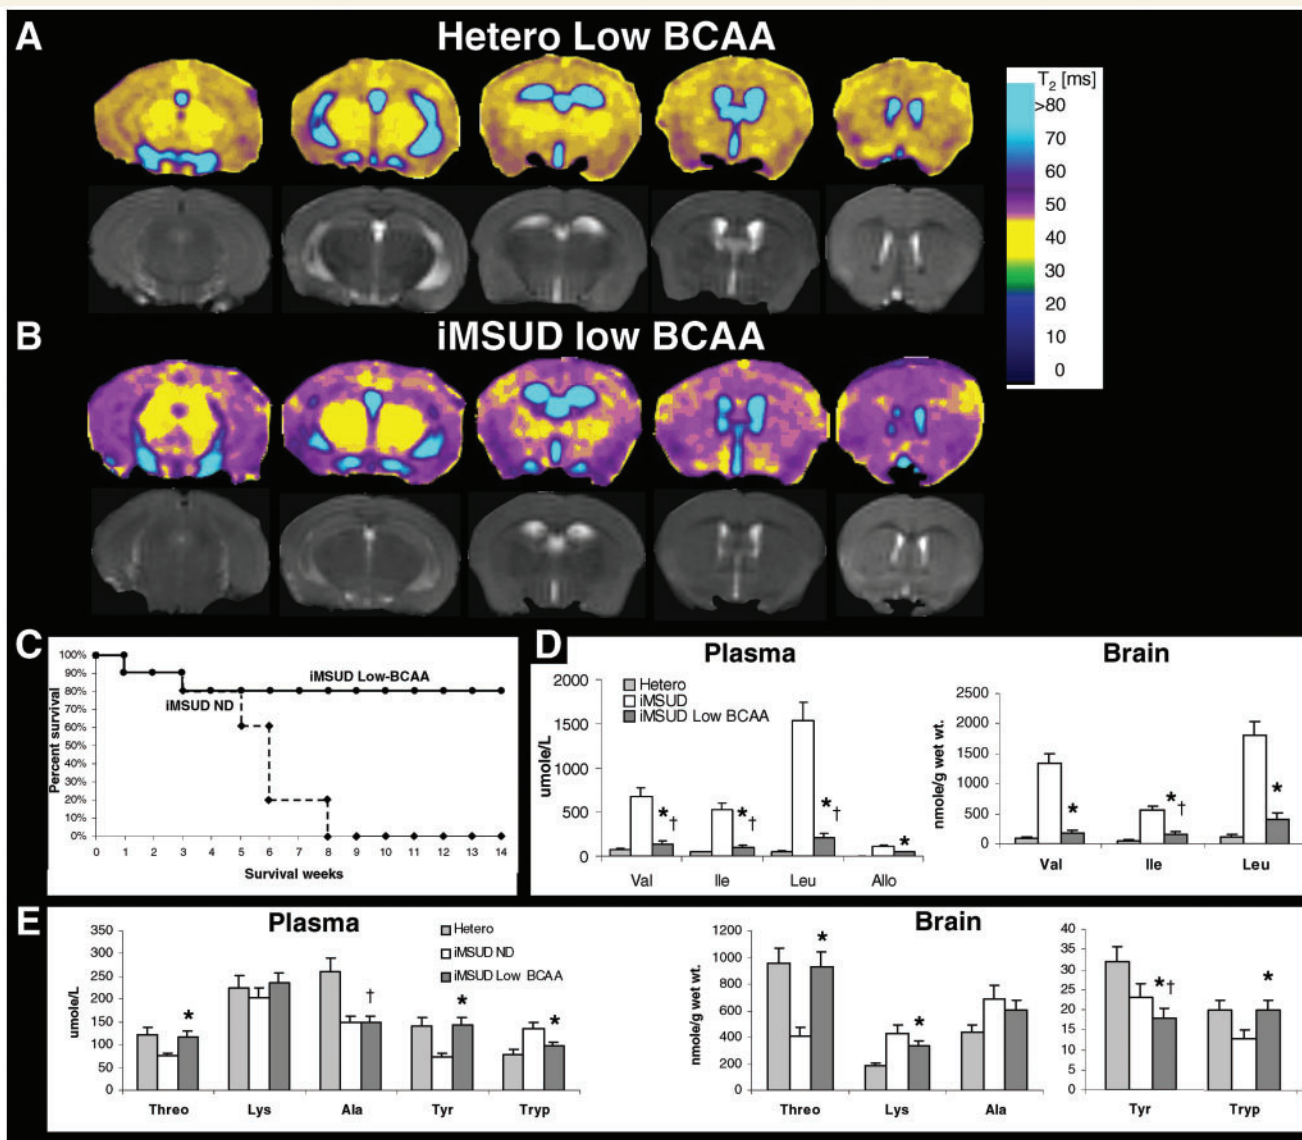 A
Hetero Low BCAA
T2 [ms]
>80
70
60
50
40
30
20
10
0
B
iMSUD low BCAA
C
Percent survival
100%
90%
80%
70%
60%
50%
40%
30%
20%
10%
0%
iMSUD Low-BCAA
iMSUD ND
0 1 2 3 4 5 6 7 8 9 10 11 12 13 14
Survival weeks
D
Plasma
umole/L
2000
1500
1000
500
0
Hetero
iMSUD
iMSUD Low BCAA
*†
*†
*†
*
Val Ile Leu Allo
Brain
nmole/g wet wt.
2500
2000
1500
1000
500
0
*
*†
*
Val Ile Leu
E
Plasma
umole/L
350
300
250
200
150
100
50
0
Hetero
iMSUD ND
iMSUD Low BCAA
*
†
*
*
Threo Lys Ala Tyr Tryp
Brain
nmole/g wet wt.
1200
1000
800
600
400
200
0
*
*
Threo Lys Ala
40
35
30
25
20
15
10
5
0
*†
*
Tyr Tryp